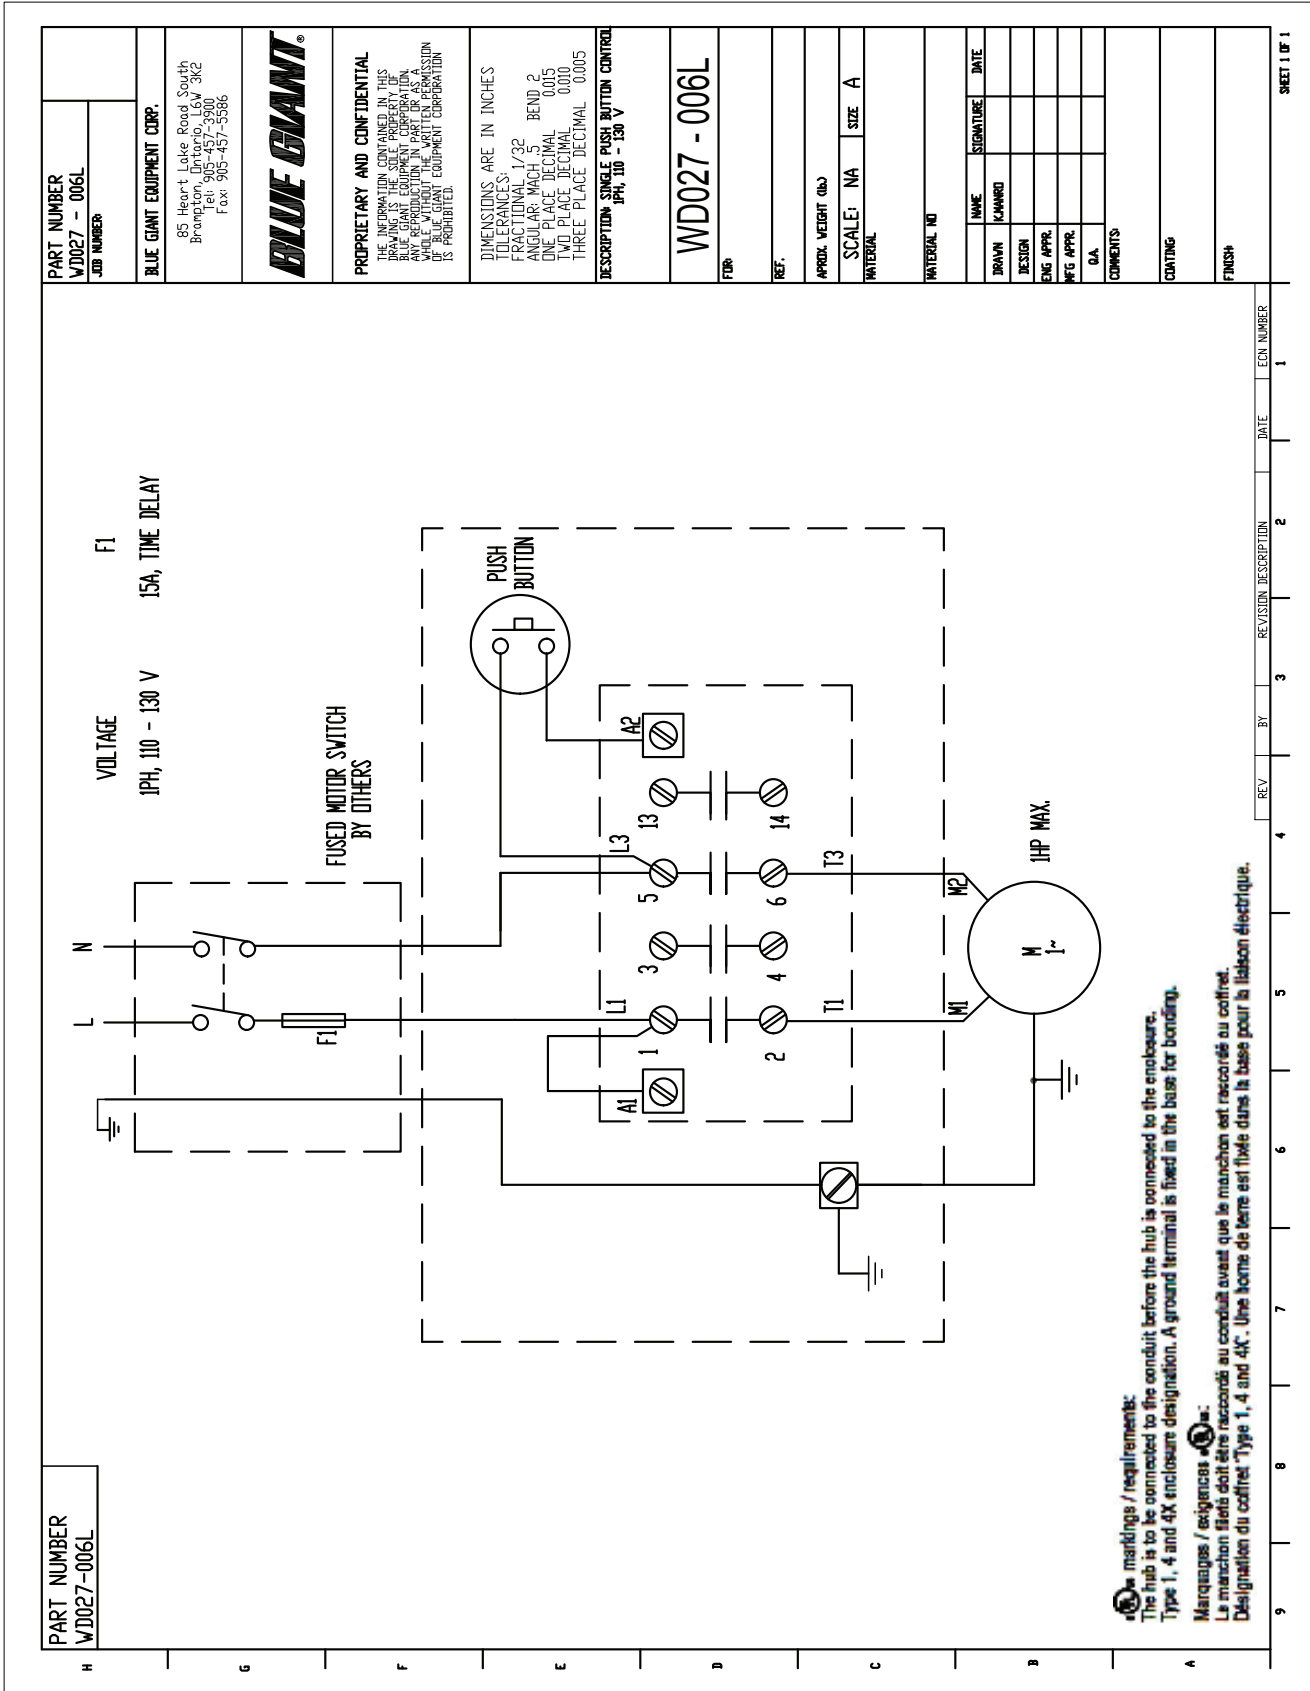 PART NUMBER
WD027-006L
VOLTAGE
F1
1PH, 110 - 130 V
15A, TIME DELAY
L
N
F1
FUSED MOTOR SWITCH
BY OTHERS
PUSH
BUTTON
A1
L1
L3
A2
1
3
5
13
2
4
6
14
T1
T3
M1
M2
M
1~
1HP MAX.
markings / requirements:
The hub is to be connected to the conduit before the hub is connected to the enclosure.
Type 1, 4 and 4X enclosure designation. A ground terminal is fixed in the base for bonding.
Marquages / exigences
Le manchon fileté doit être raccordé au conduit avant que le manchon est raccordé au coffret.
Désignation du coffret "Type 1, 4 and 4X". Une borne de terre est fixée dans la base pour la liaison électrique.
PART NUMBER
WD027 - 006L
JOB NUMBER:
BLUE GIANT EQUIPMENT CORP.
85 Heart Lake Road South
Brampton, Ontario, L6W 3K2
Tel: 905-457-3900
Fax: 905-457-5586
BLUE GIANT®
PROPRIETARY AND CONFIDENTIAL
THE INFORMATION CONTAINED IN THIS
DRAWING IS THE SOLE PROPERTY OF
BLUE GIANT EQUIPMENT CORPORATION.
ANY REPRODUCTION IN PART OR AS A
WHOLE WITHOUT THE WRITTEN PERMISSION
OF BLUE GIANT EQUIPMENT CORPORATION
IS PROHIBITED.
DIMENSIONS ARE IN INCHES
TOLERANCES:
FRACTIONAL 1/32
ANGULAR: MACH .5 BEND 2
ONE PLACE DECIMAL 0.015
TWO PLACE DECIMAL 0.010
THREE PLACE DECIMAL 0.005
DESCRIPTION: SINGLE PUSH BUTTON CONTROL
1PH, 110 - 130 V
WD027 - 006L
FOR:
REF.
APROX. WEIGHT (lb.)
SCALE: NA SIZE A
MATERIAL
MATERIAL NO
NAME SIGNATURE DATE
DRAWN K.MANRO
DESIGN
ENG APPR.
MFG APPR.
Q.A.
COMMENTS:
COATING:
FINISH:
REV BY REVISION DESCRIPTION DATE ECN NUMBER
SHEET 1 OF 1
H
G
F
E
D
C
B
A
9 8 7 6 5 4 3 2 1